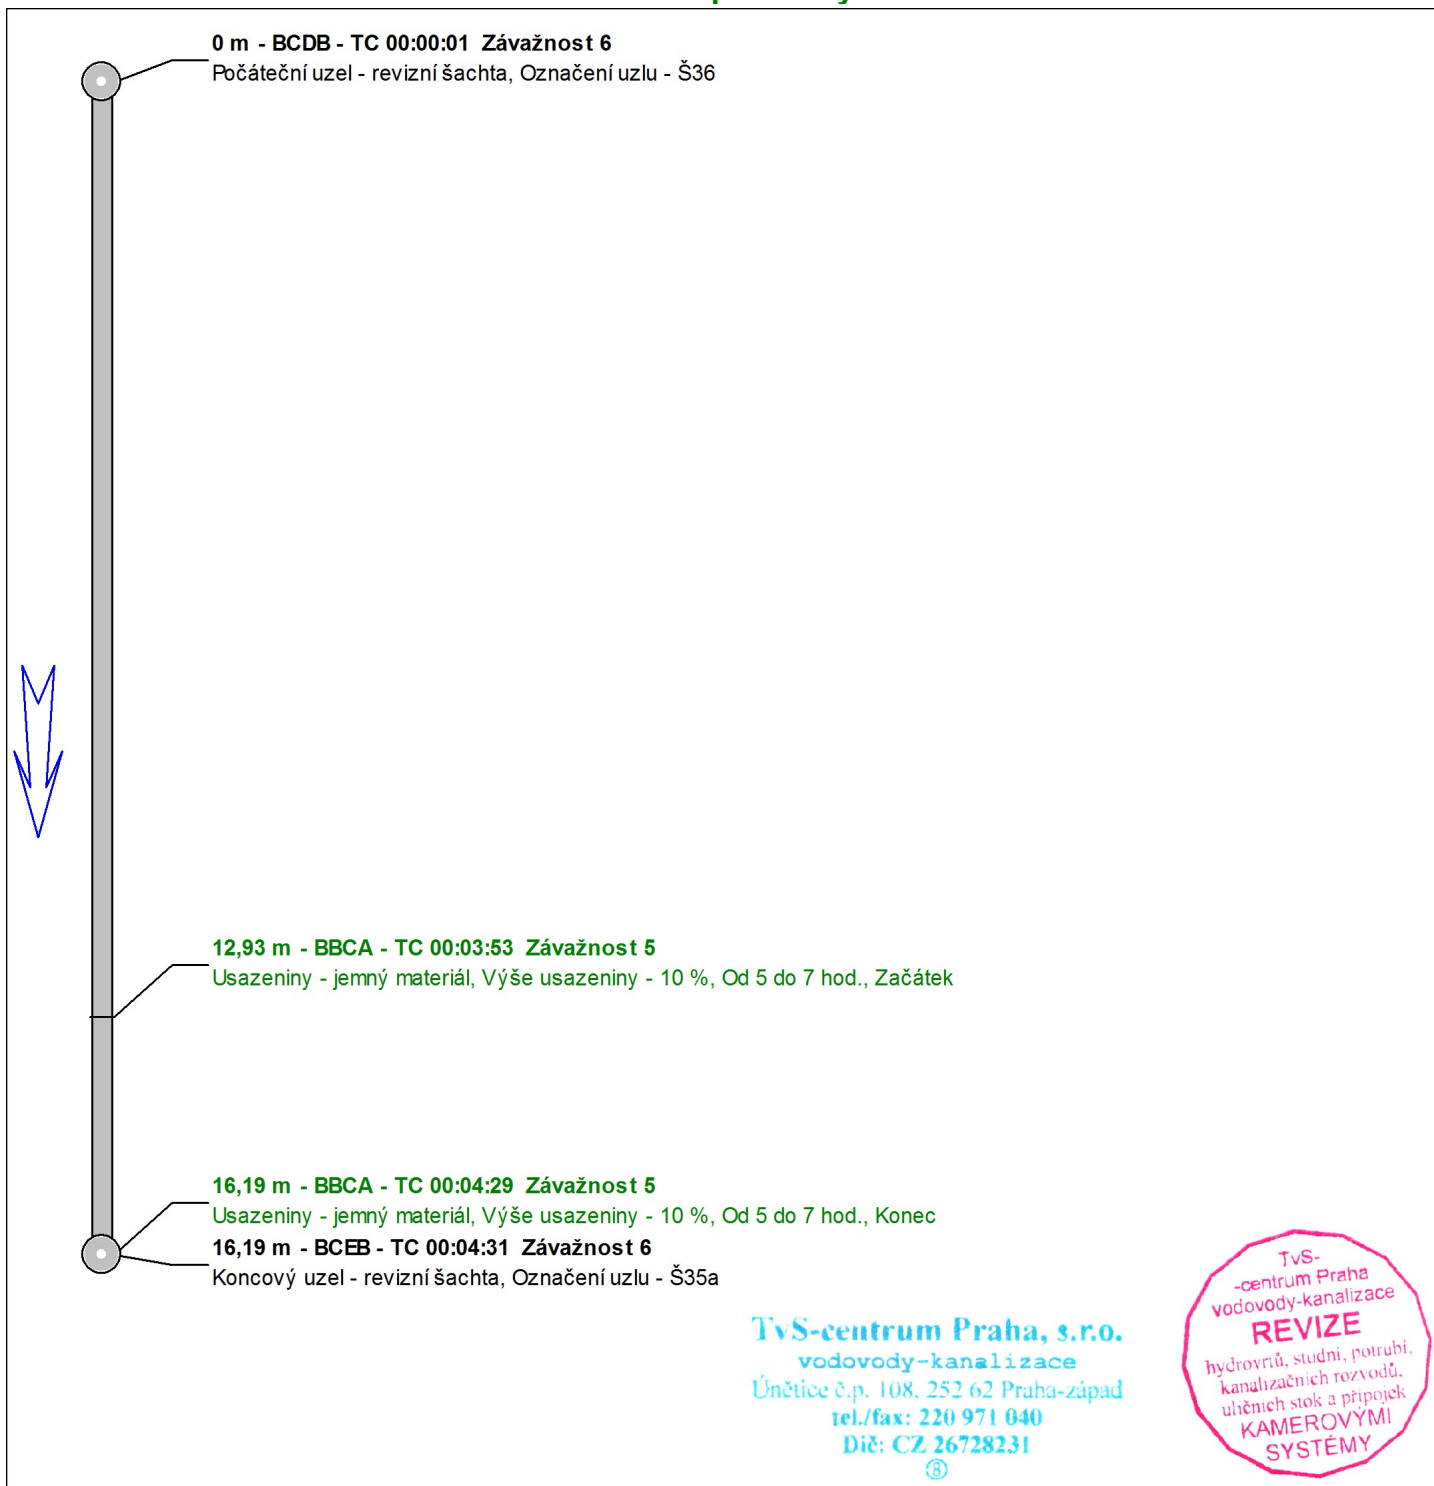 0 m - BCDB - TC 00:00:01 Závažnost 6
Počáteční uzel - revizní šachta, Označení uzlu - Š36
12,93 m - BBCA - TC 00:03:53 Závažnost 5
Usazeniny - jemný materiál, Výše usazeniny - 10 %, Od 5 do 7 hod., Začátek
16,19 m - BBCA - TC 00:04:29 Závažnost 5
Usazeniny - jemný materiál, Výše usazeniny - 10 %, Od 5 do 7 hod., Konec
16,19 m - BCEB - TC 00:04:31 Závažnost 6
Koncový uzel - revizní šachta, Označení uzlu - Š35a
TvS-centrum Praha, s.r.o.
vodovody-kanalizace
Únětice č.p. 108, 252 62 Praha-západ
tel./fax: 220 971 040
Dič: CZ 26728231
⑧
TvS-
-centrum Praha
vodovody-kanalizace
REVIZE
hydrovrtů, studní, potrubí,
kanalizačních rozvodů,
uličních stok a přípojek
KAMEROVÝMI
SYSTÉMY